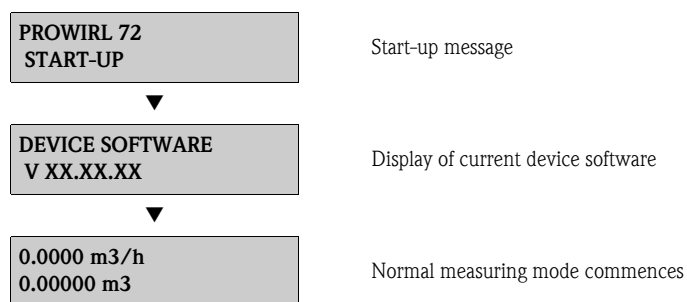 PROWIRL 72
START-UP
Start-up message
▼
DEVICE SOFTWARE
V XX.XX.XX
Display of current device software
▼
0.0000 m3/h
0.00000 m3
Normal measuring mode commences